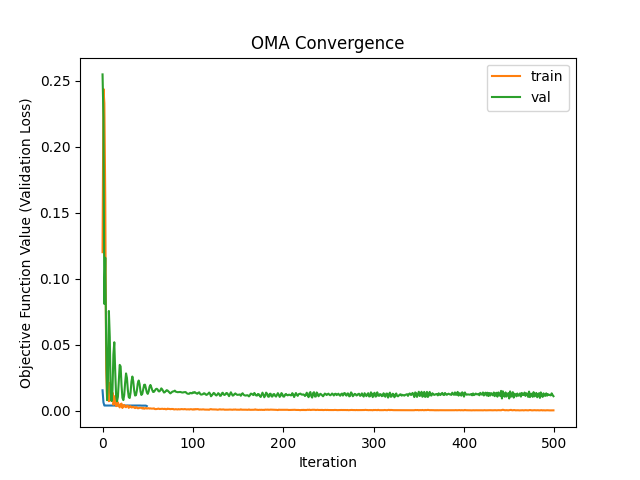 OMA Convergence
train
val
Objective Function Value (Validation Loss)
0.25
0.20
0.15
0.10
0.05
0.00
0 100 200 300 400 500
Iteration